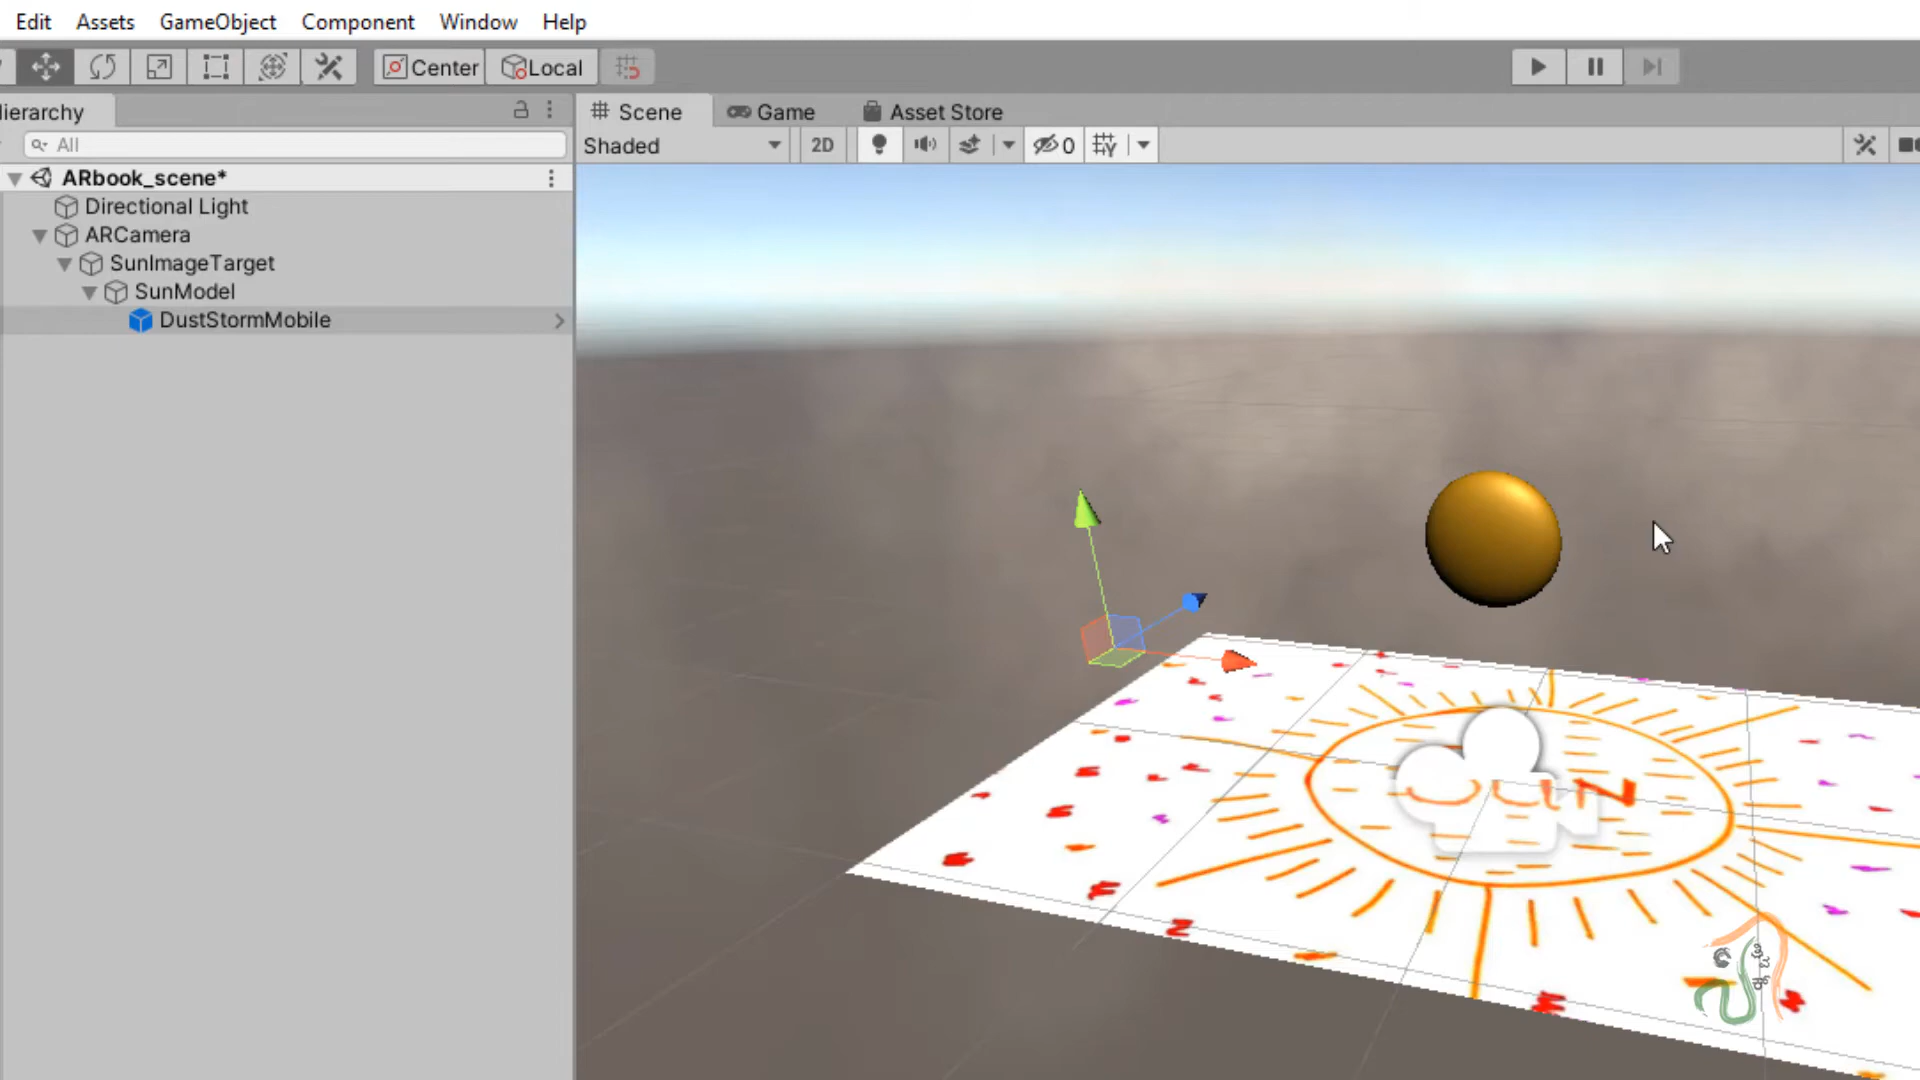 Edit Assets GameObject Component Window Help
Center Local
Hierarchy
Scene Game Asset Store
All
Shaded 2D 0
ARbook_scene*
Directional Light
ARCamera
SunImageTarget
SunModel
DustStormMobile
SUN